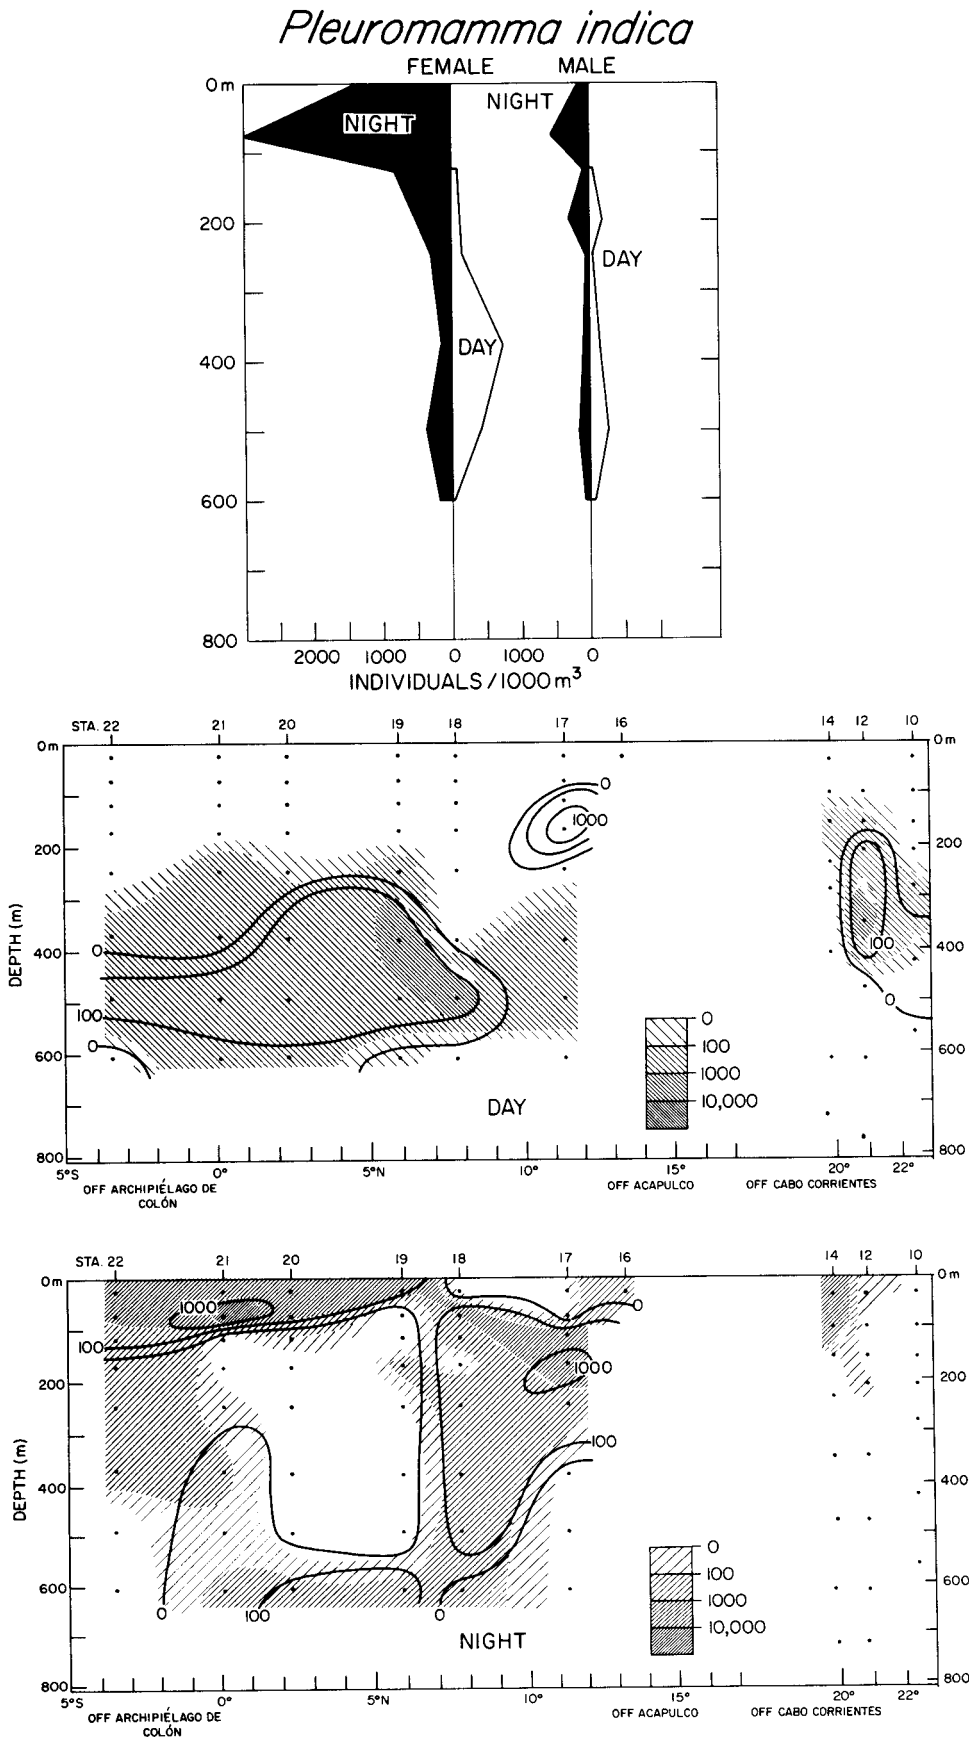 Pleuromamma indica
FEMALE MALE
0m
NIGHT
NIGHT
200
DAY
DAY
400
600
800
2000 1000 0 1000 0
INDIVIDUALS/1000m³
STA. 22 21 20 19 18 17 16 14 12 10
0m 0m
0
1000
200 200
0
400 400
100
0
100
0
600 600
DEPTH (m)
0
100
1000
10,000
DAY
800 800
5°S 0° 5°N 10° 15° 20° 22°
OFF ARCHIPIÉLAGO DE COLÓN OFF ACAPULCO OFF CABO CORRIENTES
STA. 22 21 20 19 18 17 16 14 12 10
0m 0m
1000
0
100
1000
200 200
100
400 400
DEPTH (m)
600 600
0 100 0
0
100
1000
10,000
NIGHT
800 800
5°S 0° 5°N 10° 15° 20° 22°
OFF ARCHIPIÉLAGO DE COLÓN OFF ACAPULCO OFF CABO CORRIENTES